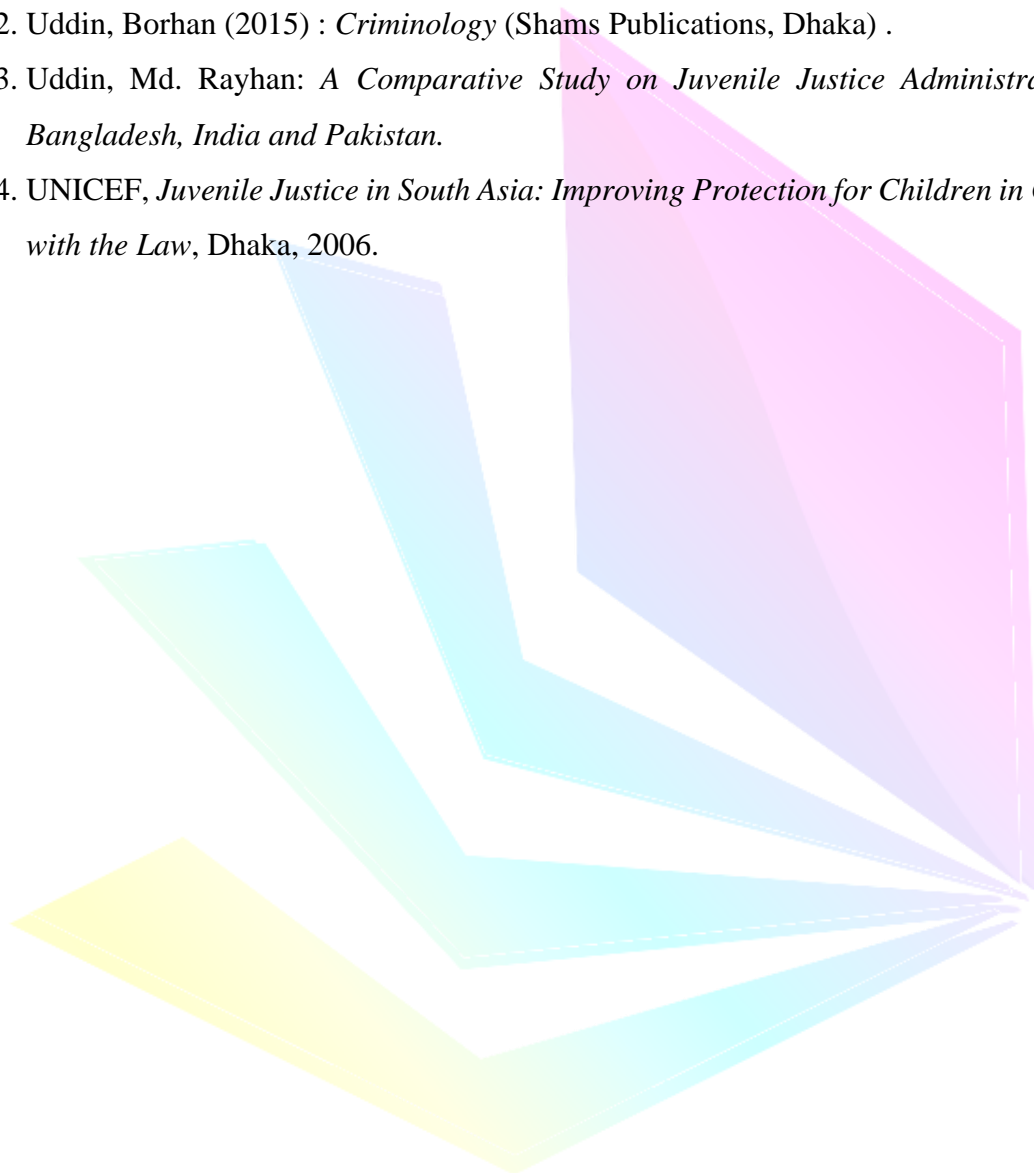 2. Uddin, Borhan (2015) : Criminology (Shams Publications, Dhaka) .
3. Uddin, Md. Rayhan: A Comparative Study on Juvenile Justice
Bangladesh, India and Pakistan.
4. UNICEF, Juvenile Justice in South Asia: Improving Protection for Children in
with the Law, Dhaka, 2006.